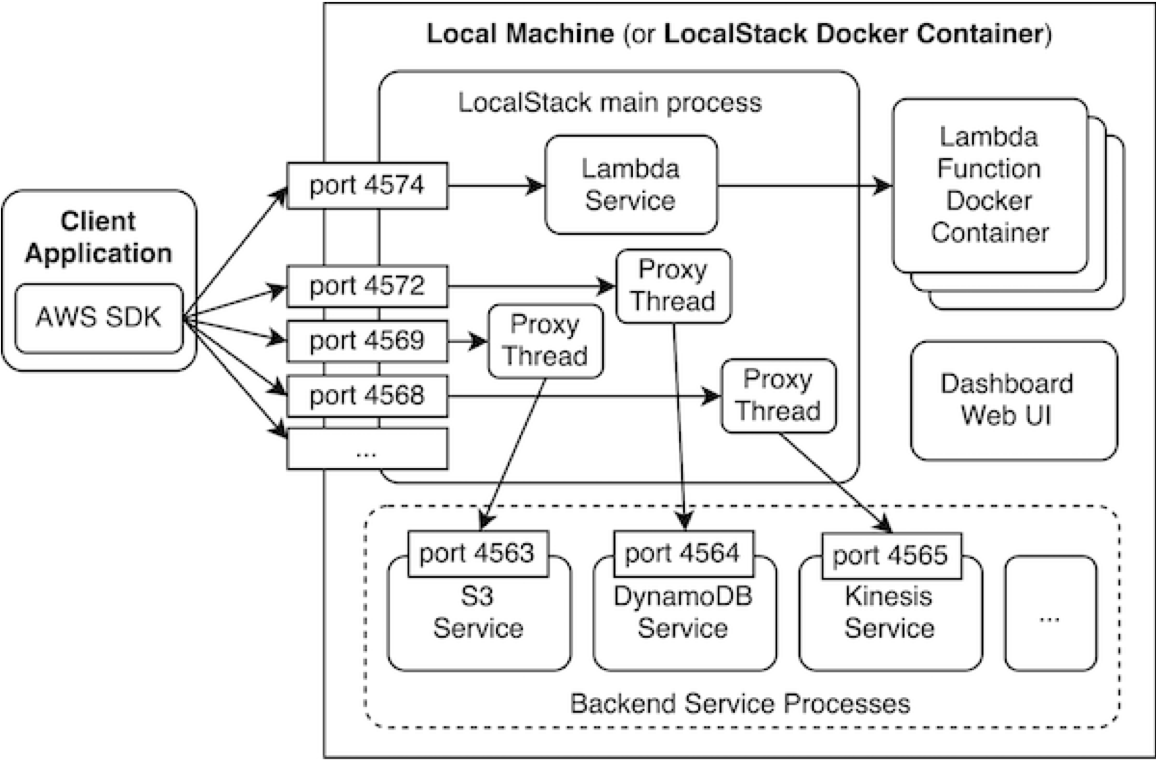 Local Machine (or LocalStack Docker Container)
LocalStack main process
Client
Application
AWS SDK
port 4574
port 4572
port 4569
port 4568
...
Lambda
Service
Proxy
Thread
Proxy
Thread
Proxy
Thread
Lambda
Function
Docker
Container
Dashboard
Web UI
port 4563
S3
Service
port 4564
DynamoDB
Service
port 4565
Kinesis
Service
...
Backend Service Processes